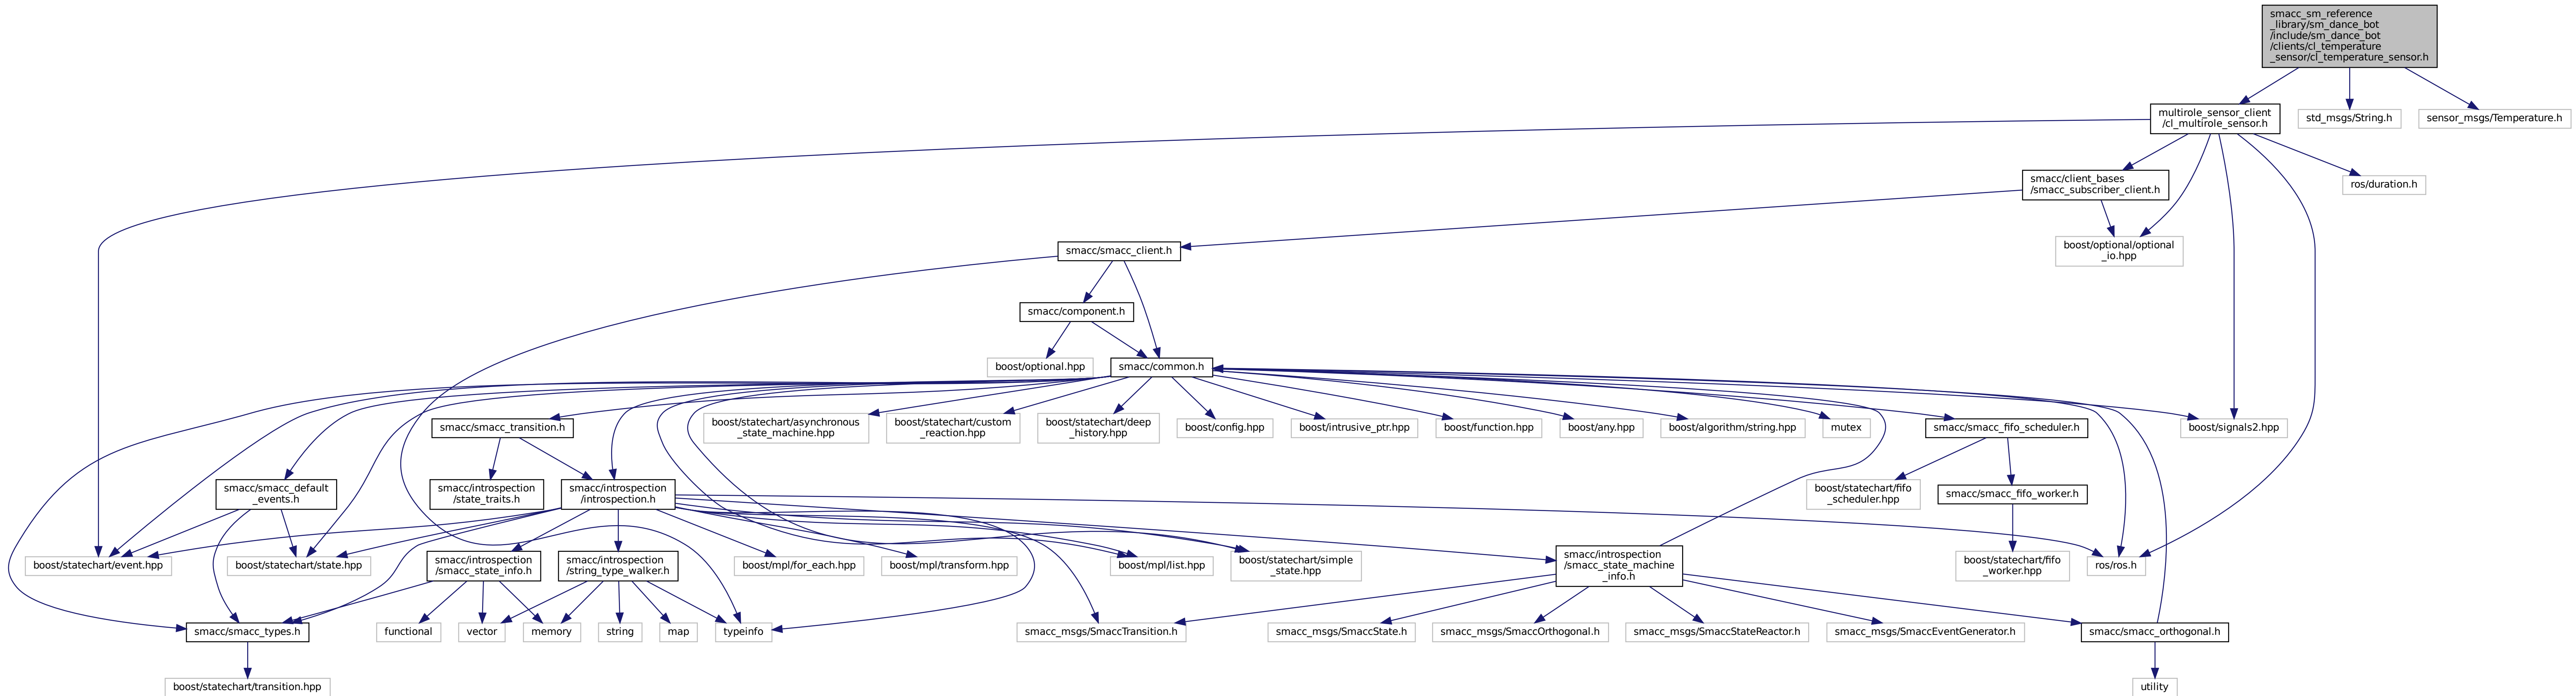 smacc_sm_reference
_library/sm_dance_bot
/include/sm_dance_bot
/clients/cl_temperature
_sensor/cl_temperature_sensor.h
multirole_sensor_client
/cl_multirole_sensor.h
std_msgs/String.h
sensor_msgs/Temperature.h
smacc/client_bases
/smacc_subscriber_client.h
ros/duration.h
smacc/smacc_client.h
boost/optional/optional
_io.hpp
smacc/component.h
boost/optional.hpp
smacc/common.h
smacc/smacc_transition.h
boost/statechart/asynchronous
_state_machine.hpp
boost/statechart/custom
_reaction.hpp
boost/statechart/deep
_history.hpp
boost/config.hpp
boost/intrusive_ptr.hpp
boost/function.hpp
boost/any.hpp
boost/algorithm/string.hpp
mutex
smacc/smacc_fifo_scheduler.h
boost/signals2.hpp
smacc/smacc_default
_events.h
smacc/introspection
/state_traits.h
smacc/introspection
/introspection.h
boost/statechart/fifo
_scheduler.hpp
smacc/smacc_fifo_worker.h
boost/statechart/event.hpp
boost/statechart/state.hpp
smacc/introspection
/smacc_state_info.h
smacc/introspection
/string_type_walker.h
boost/mpl/for_each.hpp
boost/mpl/transform.hpp
boost/mpl/list.hpp
boost/statechart/simple
_state.hpp
smacc/introspection
/smacc_state_machine
_info.h
boost/statechart/fifo
_worker.hpp
ros/ros.h
smacc/smacc_types.h
functional
vector
memory
string
map
typeinfo
smacc_msgs/SmaccTransition.h
smacc_msgs/SmaccState.h
smacc_msgs/SmaccOrthogonal.h
smacc_msgs/SmaccStateReactor.h
smacc_msgs/SmaccEventGenerator.h
smacc/smacc_orthogonal.h
boost/statechart/transition.hpp
utility